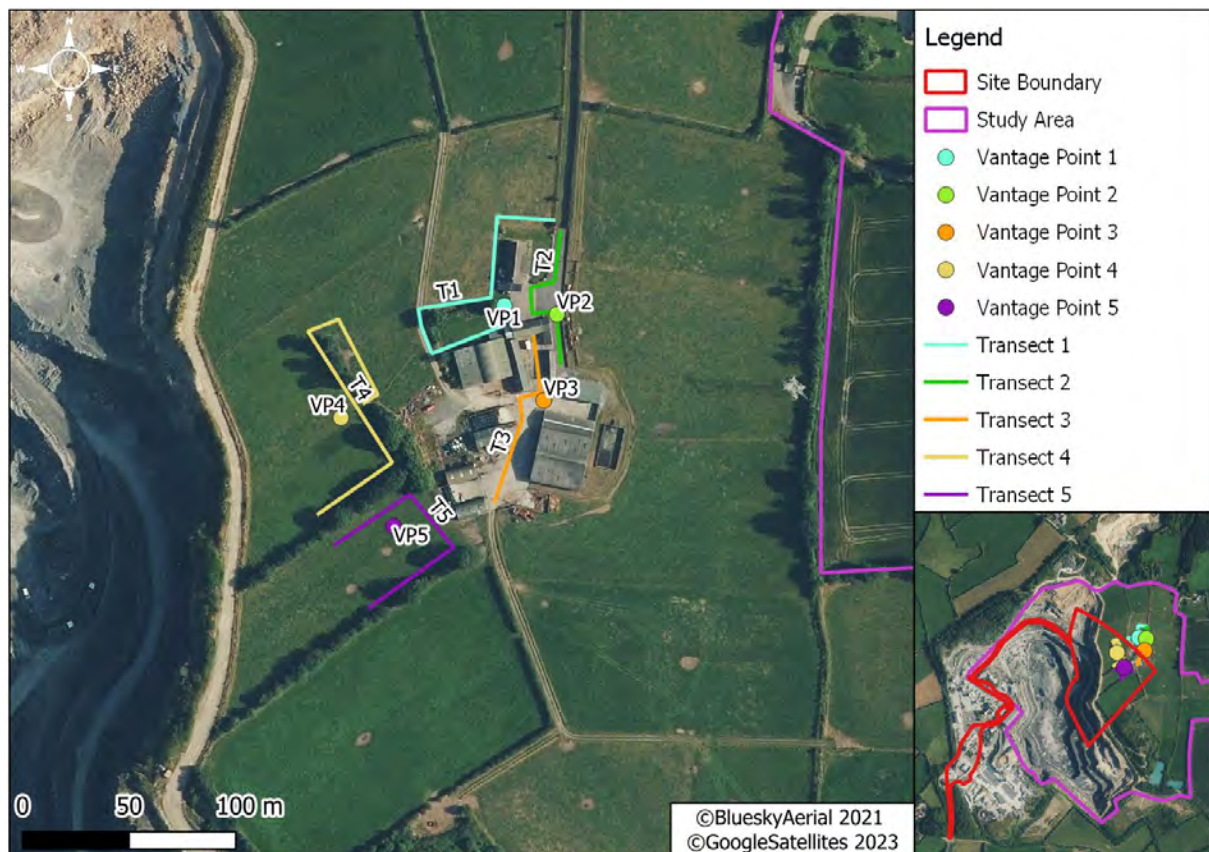 N
W E
S
T1
T2
VP1
VP2
T4
VP4
VP3
T3
T5
VP5
0 50 100 m
©BlueskyAerial 2021
©GoogleSatellites 2023
Legend
Site Boundary
Study Area
Vantage Point 1
Vantage Point 2
Vantage Point 3
Vantage Point 4
Vantage Point 5
Transect 1
Transect 2
Transect 3
Transect 4
Transect 5